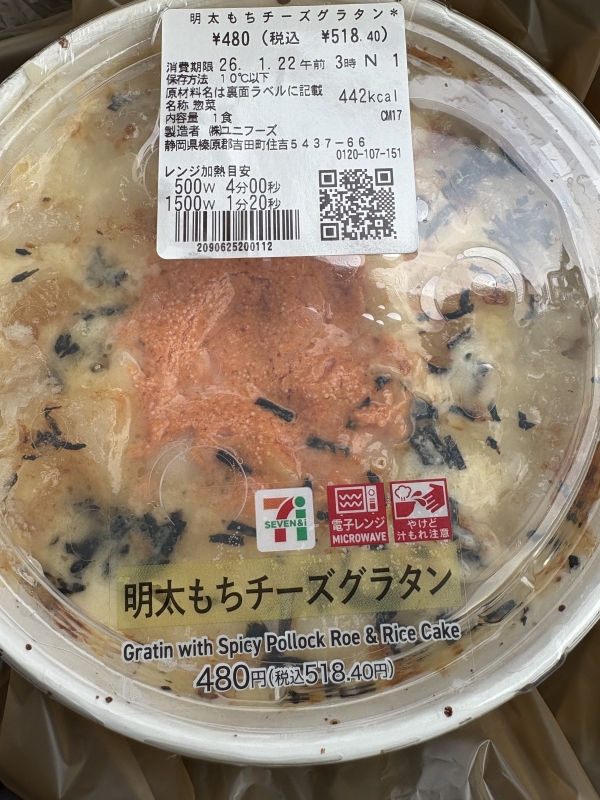 明太もちチーズグラタン*
¥480 (税込 ¥518.40)
消費期限 26. 1.22午前 3時 N 1
保存方法 10℃以下
原材料名は裏面ラベルに記載 442kcal
名称 惣菜
内容量 1食 CM17
製造者 ㈱ユニフーズ
静岡県榛原郡吉田町住吉5437-66
0120-107-151
レンジ加熱目安
500W 4分00秒
1500W 1分20秒
2090625200112
7
SEVEN&i
電子レンジ
MICROWAVE
やけど
汁もれ注意
明太もちチーズグラタン
Gratin with Spicy Pollock Roe & Rice Cake
480円(税込518.40円)